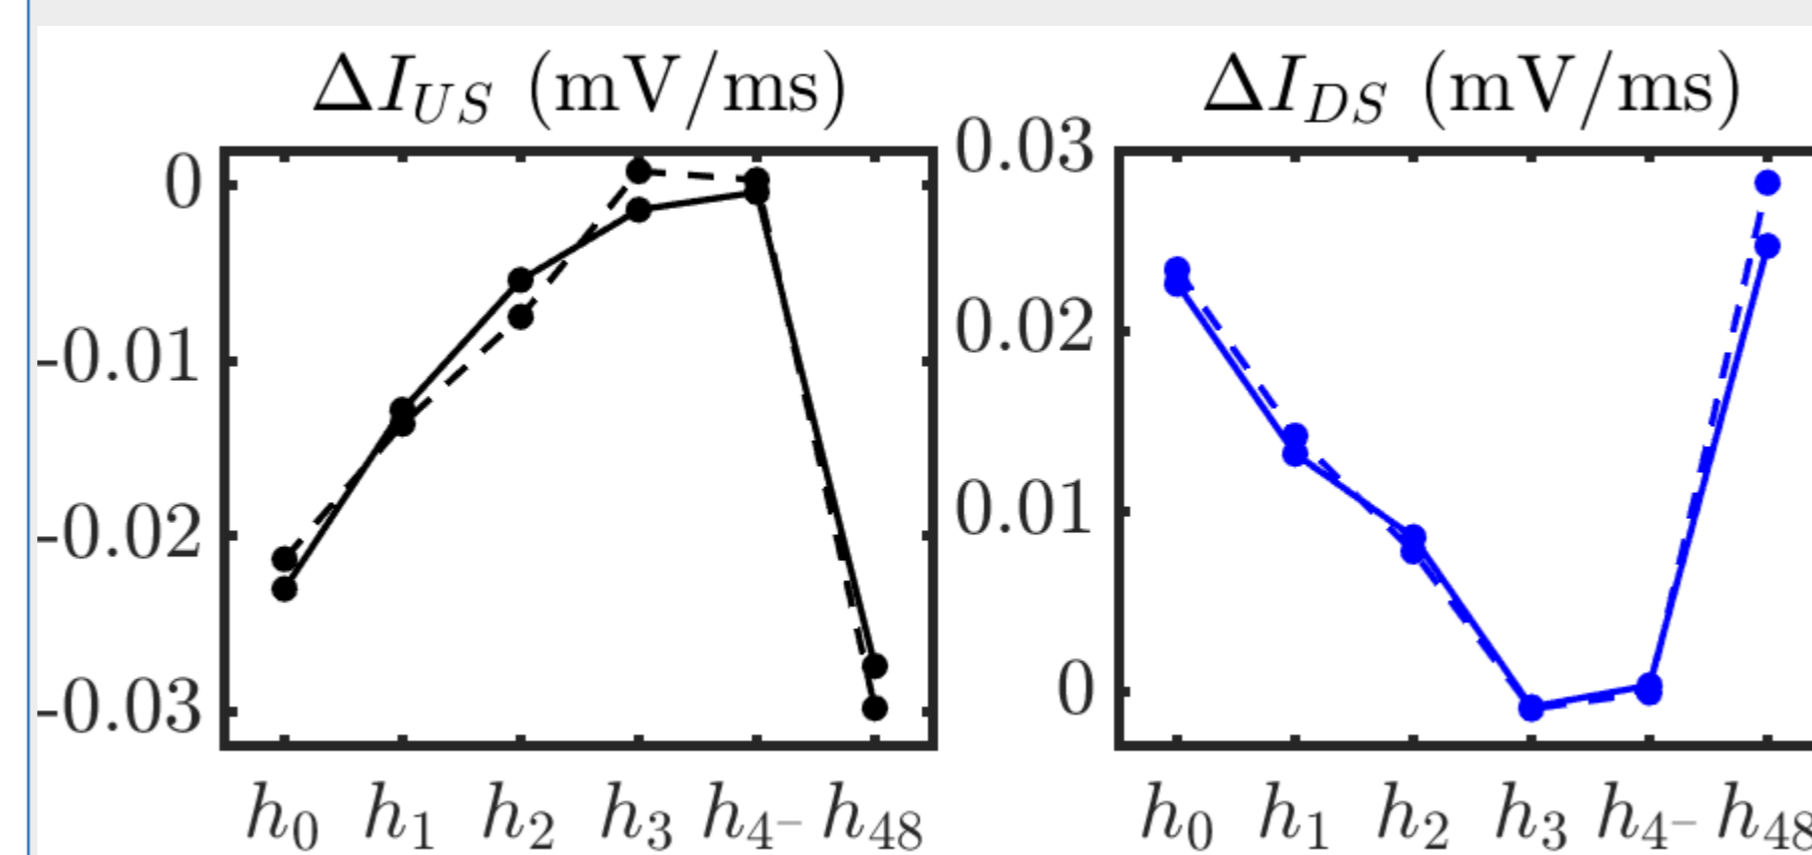 ΔI_US (mV/ms)
0
-0.01
-0.02
-0.03
h_0 h_1 h_2 h_3 h_4– h_48
ΔI_DS (mV/ms)
0.03
0.02
0.01
0
h_0 h_1 h_2 h_3 h_4– h_48